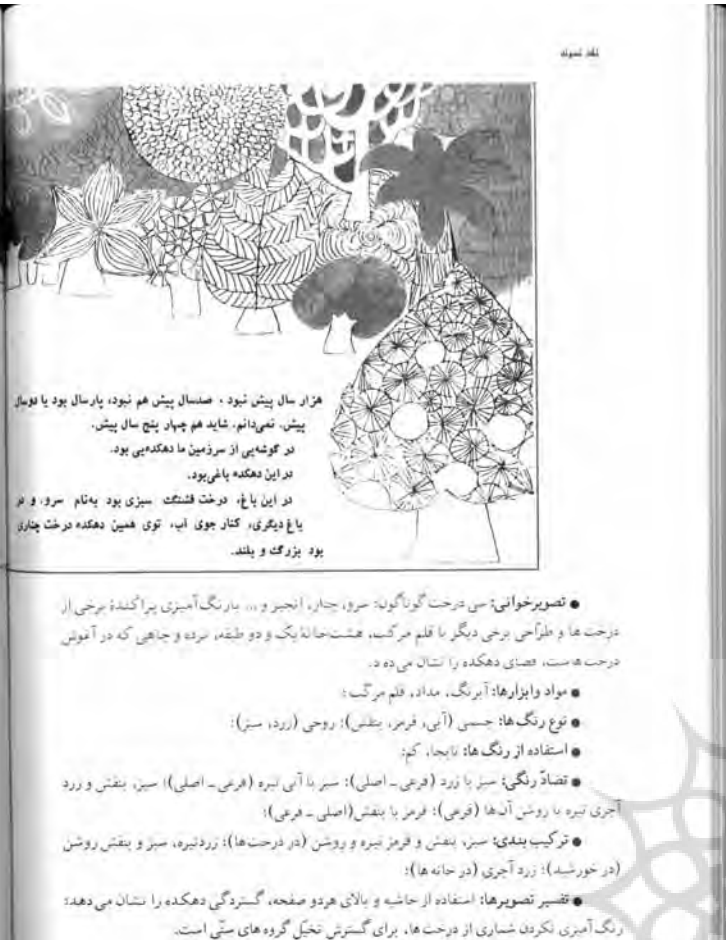 نقد نمونه
هزار سال پیش نبود، صدسال پیش هم نبود، پارسال بود یا دوسال
پیش. نمی‌دانم، شاید هم چهار پنج سال پیش.
در گوشه‌یی از سرزمین ما دهکده‌یی بود.
در این دهکده باغی‌بود.
در این باغ، درخت قشنگ سبزی بود به‌نام سرو. و در
باغ دیگری، کنار جوی آب، توی همین دهکده درخت چناری
بود بزرگ و بلند.
● تصویرخوانی: سی درخت گوناگون: سرو، چنار، انجیر و ... با رنگ آمیزی پراکندهٔ برخی از
درخت ها و طرّاحی برخی دیگر با قلم مرکب، هشت خانهٔ یک و دو طبقه، نرده و چاهی که در آغوش
درخت هاست، فضای دهکده را نشان می ده د.
● مواد وابزارها: آبرنگ، مداد، قلم مرکّب؛
● نوع رنگ ها: جسمی (آبی، قرمز، بنفش)؛ روحی (زرد، سبز)؛
● استفاده از رنگ ها: نابجا، کم؛
● تضادّ رنگی: سبز با زرد (فرعی ـ اصلی)؛ سبز با آبی تیره (فرعی ـ اصلی)؛ سبز، بنفش و زرد
آجری تیره با روشن آن‌ها (فرعی)؛ قرمز با بنفش(اصلی ـ فرعی)؛
● ترکیب بندی: سبز، بنفش و قرمز تیره و روشن (در درخت‌ها)؛ زردتیره، سبز و بنفش روشن
(در خورشید)؛ زرد آجری (در خانه ها)؛
● تفسیر تصویرها: استفاده از حاشیه و بالای هردو صفحه، گستردگی دهکده را نشان می دهد؛
رنگ آمیزی نکردن شماری از درخت ها، برای گسترش تخیّل گروه های سنّی است.